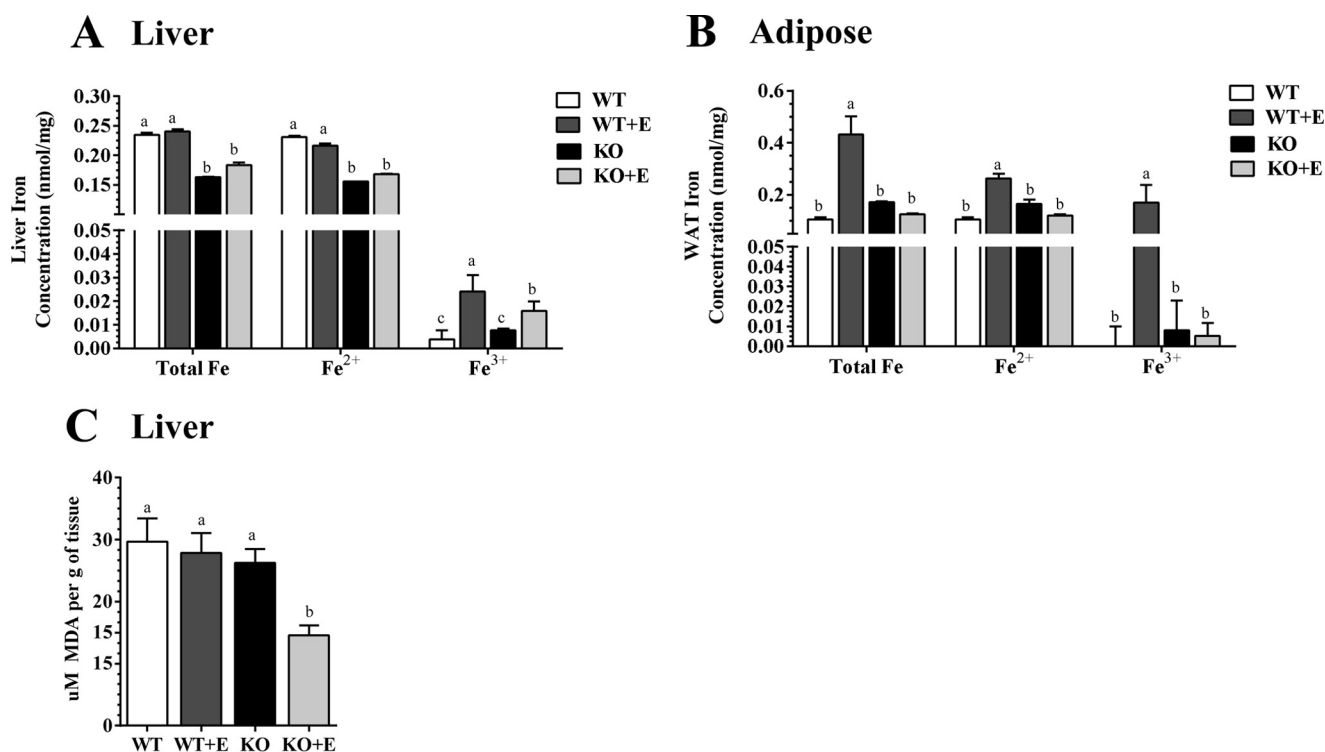 A Liver
Liver Iron
Concentration (nmol/mg)
0.30
0.25
0.20
0.15
0.05
0.04
0.03
0.02
0.01
0.00
a a b b
a a b b
c a c b
Total Fe Fe2+ Fe3+
WT
WT+E
KO
KO+E
B Adipose
WAT Iron
Concentration (nmol/mg)
0.6
0.4
0.2
0.05
0.04
0.03
0.02
0.01
0.00
b a b b
b a b b
b a b b
Total Fe Fe2+ Fe3+
WT
WT+E
KO
KO+E
C Liver
uM MDA per g of tissue
40
30
20
15
15
0
a a a b
WT WT+E KO KO+E